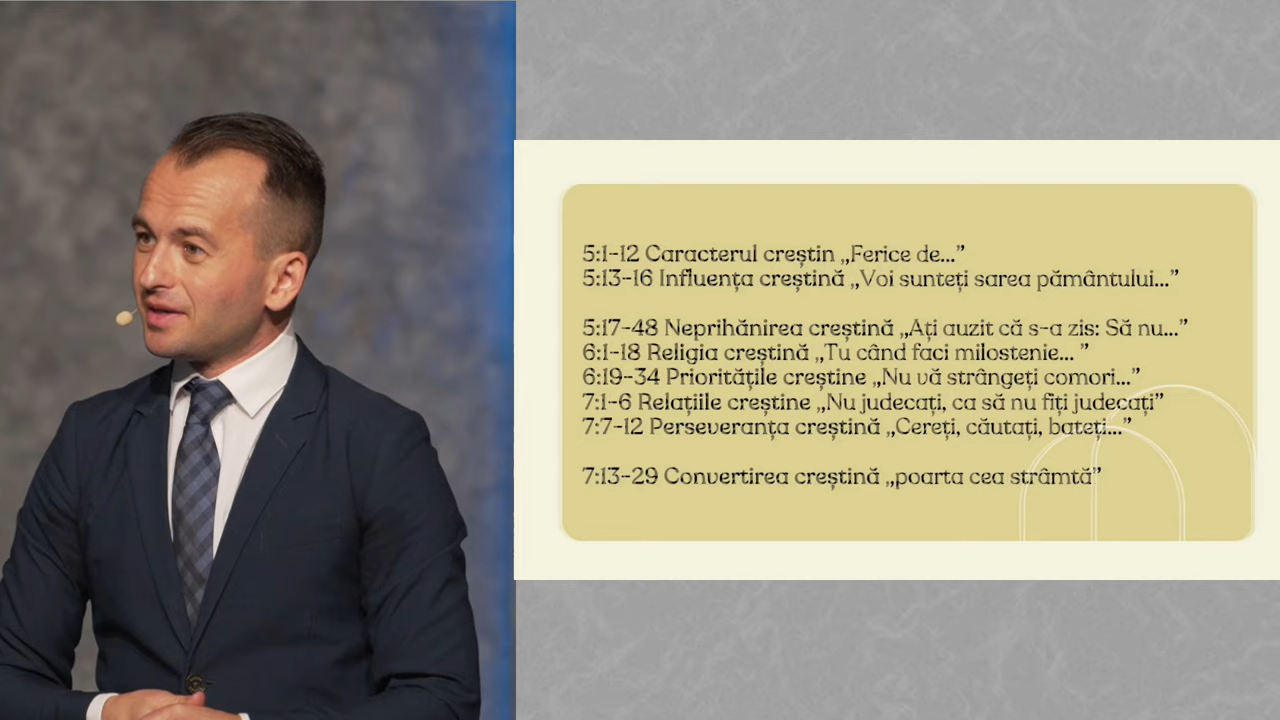 5:1-12 Caracterul creștin „Ferice de...”
5:13-16 Influența creștină „Voi sunteți sarea pământului...”
5:17-48 Neprihănirea creștină „Ați auzit că s-a zis: Să nu...”
6:1-18 Religia creștină „Tu când faci milostenie... ”
6:19-34 Prioritățile creștine „Nu vă strângeți comori...”
7:1-6 Relațiile creștine „Nu judecați, ca să nu fiți judecați”
7:7-12 Perseveranța creștină „Cereți, căutați, bateți...”
7:13-29 Convertirea creștină „poarta cea strâmtă”